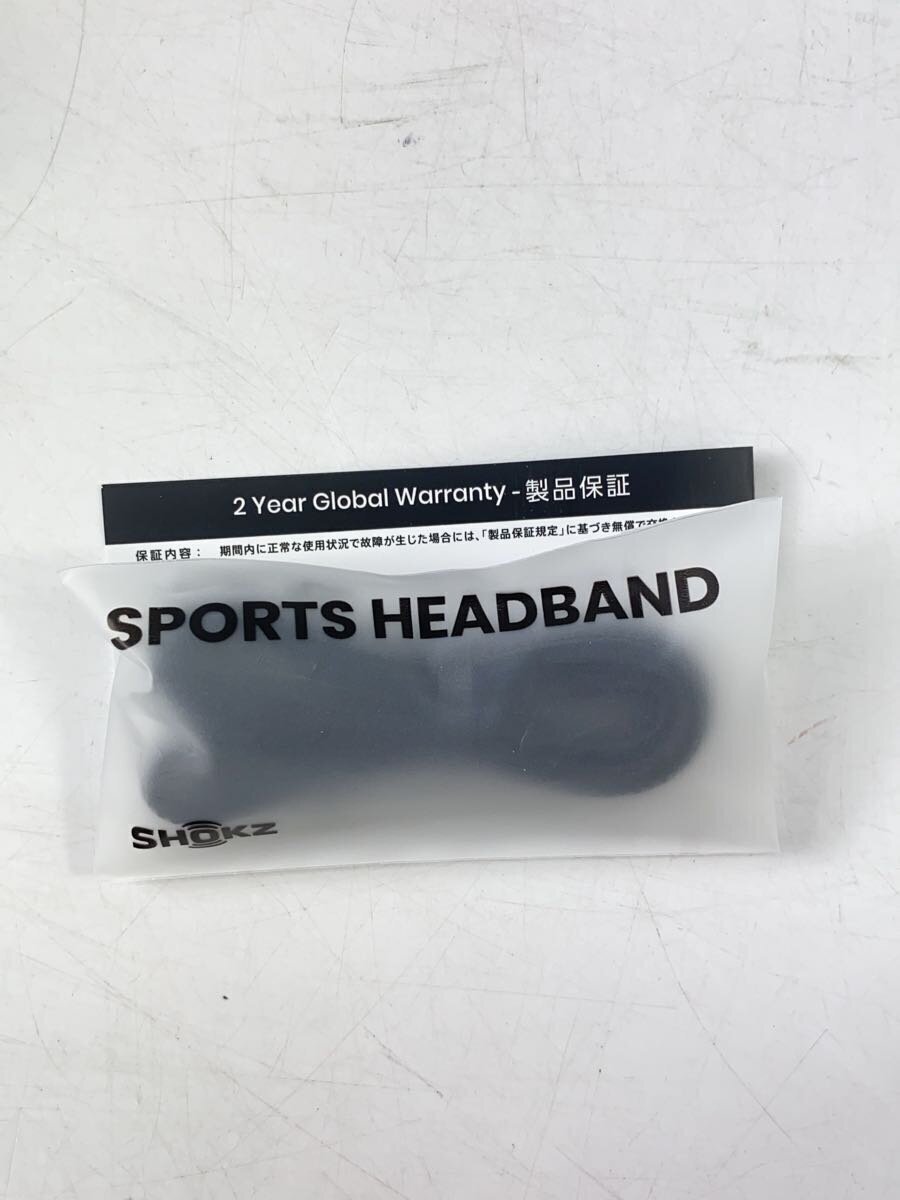 2 Year Global Warranty - 製品保証
保証内容： 期間内に正常な使用状況で故障が生じた場合には、「製品保証規定」に基づき無償で交換
SPORTS HEADBAND
SHOKZ